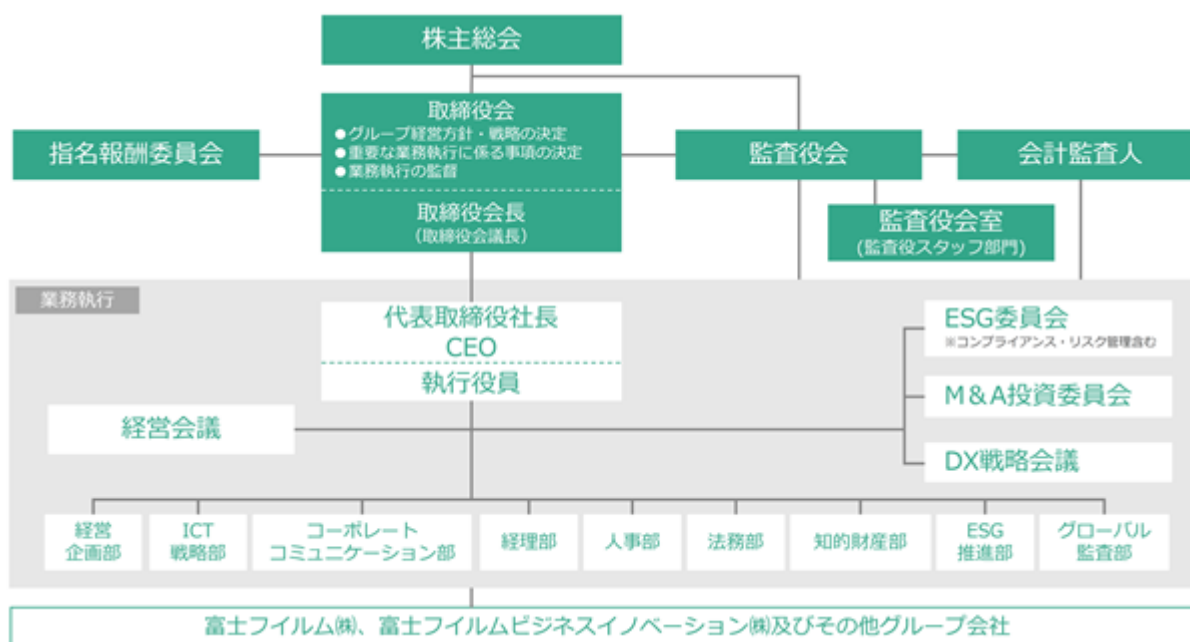 株主総会
取締役会
●グループ経営方針・戦略の決定
●重要な業務執行に係る事項の決定
●業務執行の監督
取締役会長
(取締役会議長)
指名報酬委員会
監査役会
会計監査人
監査役会室
(監査役スタッフ部門)
業務執行
代表取締役社長
CEO
執行役員
経営会議
ESG委員会
※コンプライアンス・リスク管理含む
M&A投資委員会
DX戦略会議
経営
企画部
ICT
戦略部
コーポレート
コミュニケーション部
経理部
人事部
法務部
知的財産部
ESG
推進部
グローバル
監査部
富士フイルム㈱、富士フイルムビジネスイノベーション㈱及びその他グループ会社